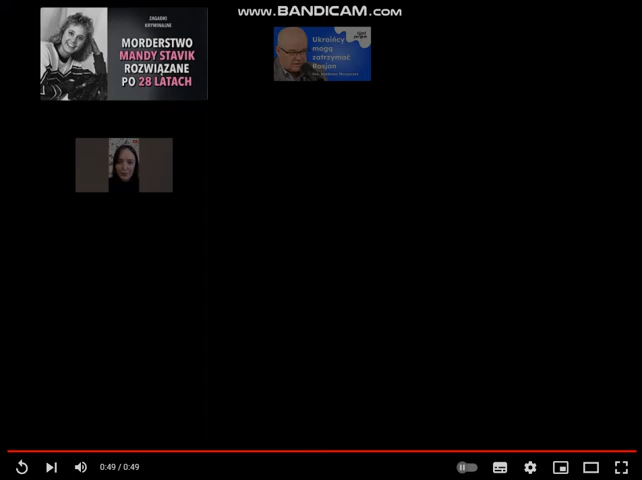 www.BANDICAM.com
ZAGADKI
KRYMINALNE
MORDERSTWO
MANDY STAVIK
ROZWIĄZANE
PO 28 LATACH
Ukraińcy
mogą
zatrzymać
Rosjan
0:49 / 0:49